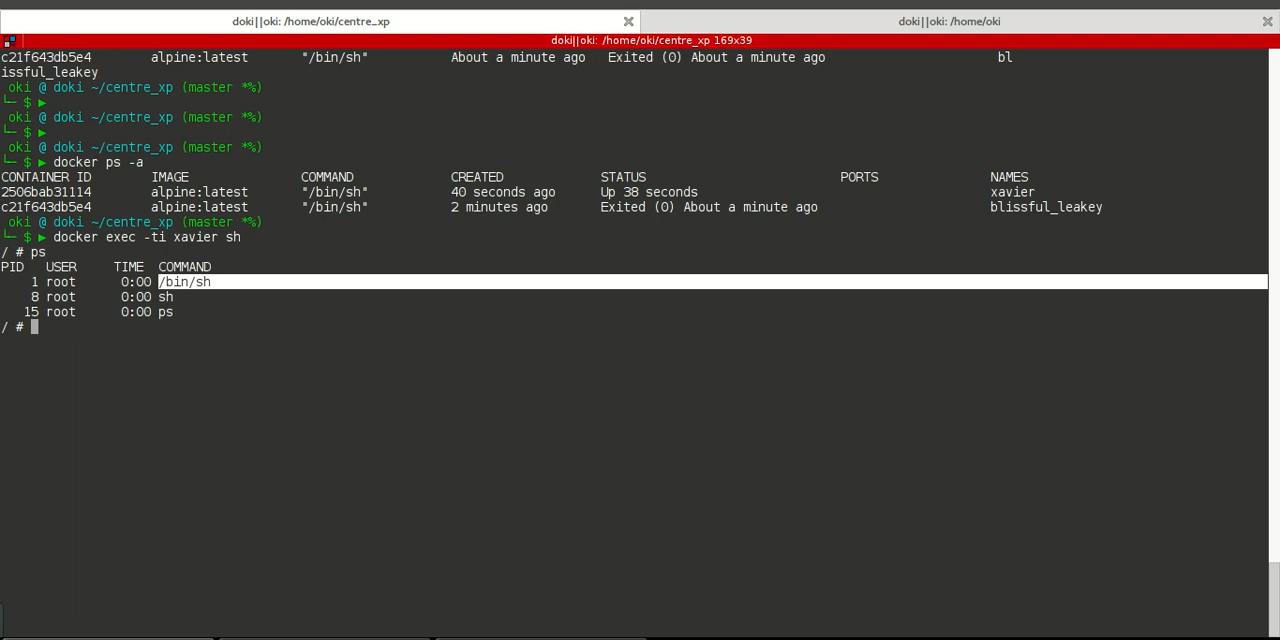 doki||oki: /home/oki/centre_xp
doki||oki: /home/oki
doki||oki: /home/oki/centre_xp 169x39
c21f643db5e4 alpine:latest "/bin/sh" About a minute ago Exited (0) About a minute ago bl
issful_leakey
oki @ doki ~/centre_xp (master *%)
└─ $ ▶
oki @ doki ~/centre_xp (master *%)
└─ $ ▶
oki @ doki ~/centre_xp (master *%)
└─ $ ▶ docker ps -a
CONTAINER ID IMAGE COMMAND CREATED STATUS PORTS NAMES
2506bab31114 alpine:latest "/bin/sh" 40 seconds ago Up 38 seconds xavier
c21f643db5e4 alpine:latest "/bin/sh" 2 minutes ago Exited (0) About a minute ago blissful_leakey
oki @ doki ~/centre_xp (master *%)
└─ $ ▶ docker exec -ti xavier sh
/ # ps
PID USER TIME COMMAND
1 root 0:00 /bin/sh
8 root 0:00 sh
15 root 0:00 ps
/ #